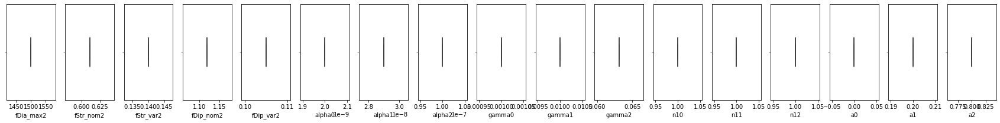 1450 1500 1550
fDia_max2
0.600 0.625
fStr_nom2
0.135 0.140 0.145
fStr_var2
1.10 1.15
fDip_nom2
0.10 0.11
fDip_var2
1.9 2.0 2.1
alpha0 1e−9
2.8 3.0
alpha1 1e−8
0.95 1.00 1.05
alpha2 1e−7
0.00095 0.00100 0.00105
gamma0
0.0095 0.0100 0.0105
gamma1
0.060 0.065
gamma2
0.95 1.00 1.05
n10
0.95 1.00 1.05
n11
0.95 1.00 1.05
n12
−0.05 0.00 0.05
a0
0.19 0.20 0.21
a1
0.775 0.800 0.825
a2